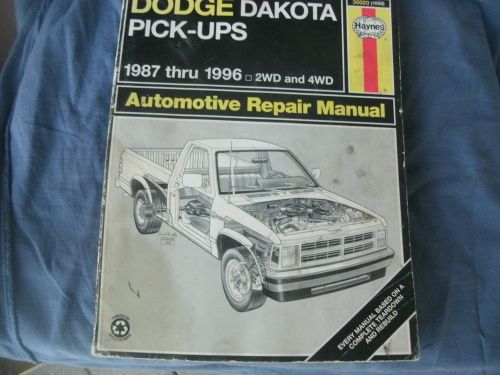 DODGE DAKOTA
PICK-UPS
1987 thru 1996 □ 2WD and 4WD
Automotive Repair Manual
Haynes
EVERY MANUAL BASED ON A
COMPLETE TEARDOWN
AND REBUILD